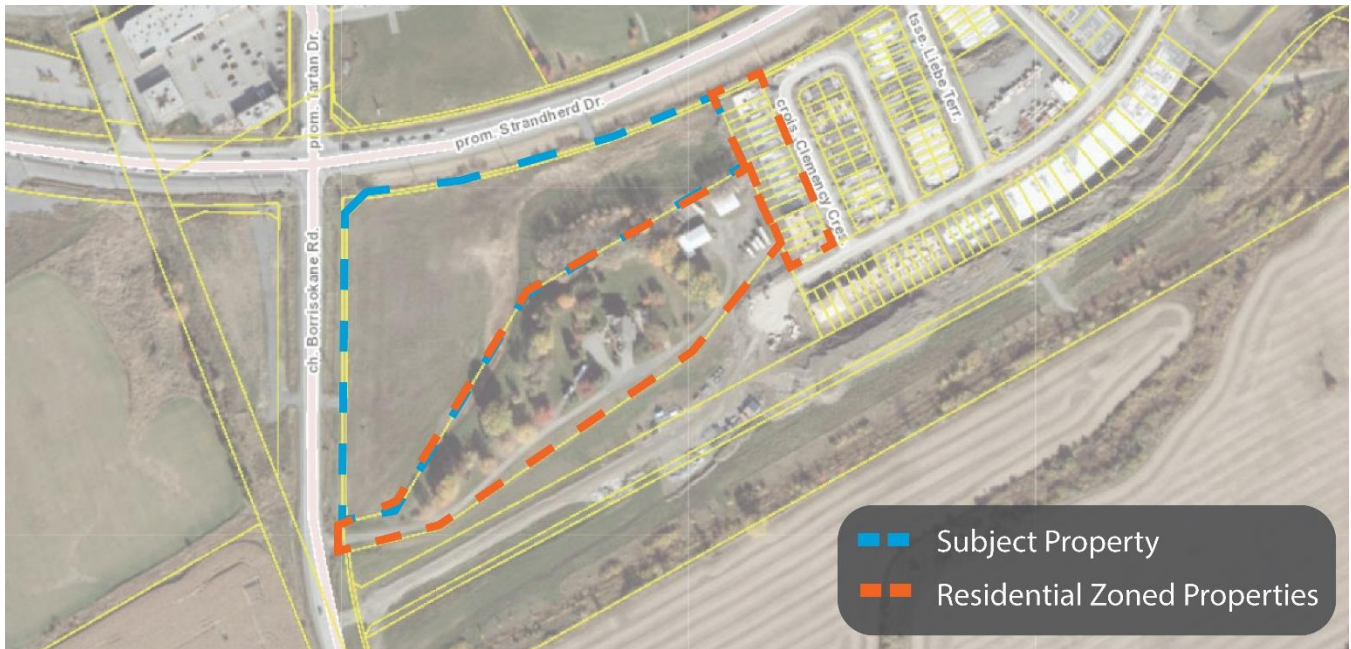 prom. Tartan Dr.
prom. Strandherd Dr.
ch. Borrisokane Rd.
crois. Clemency Cres.
tsse. Liebe Terr.
Subject Property
Residential Zoned Properties